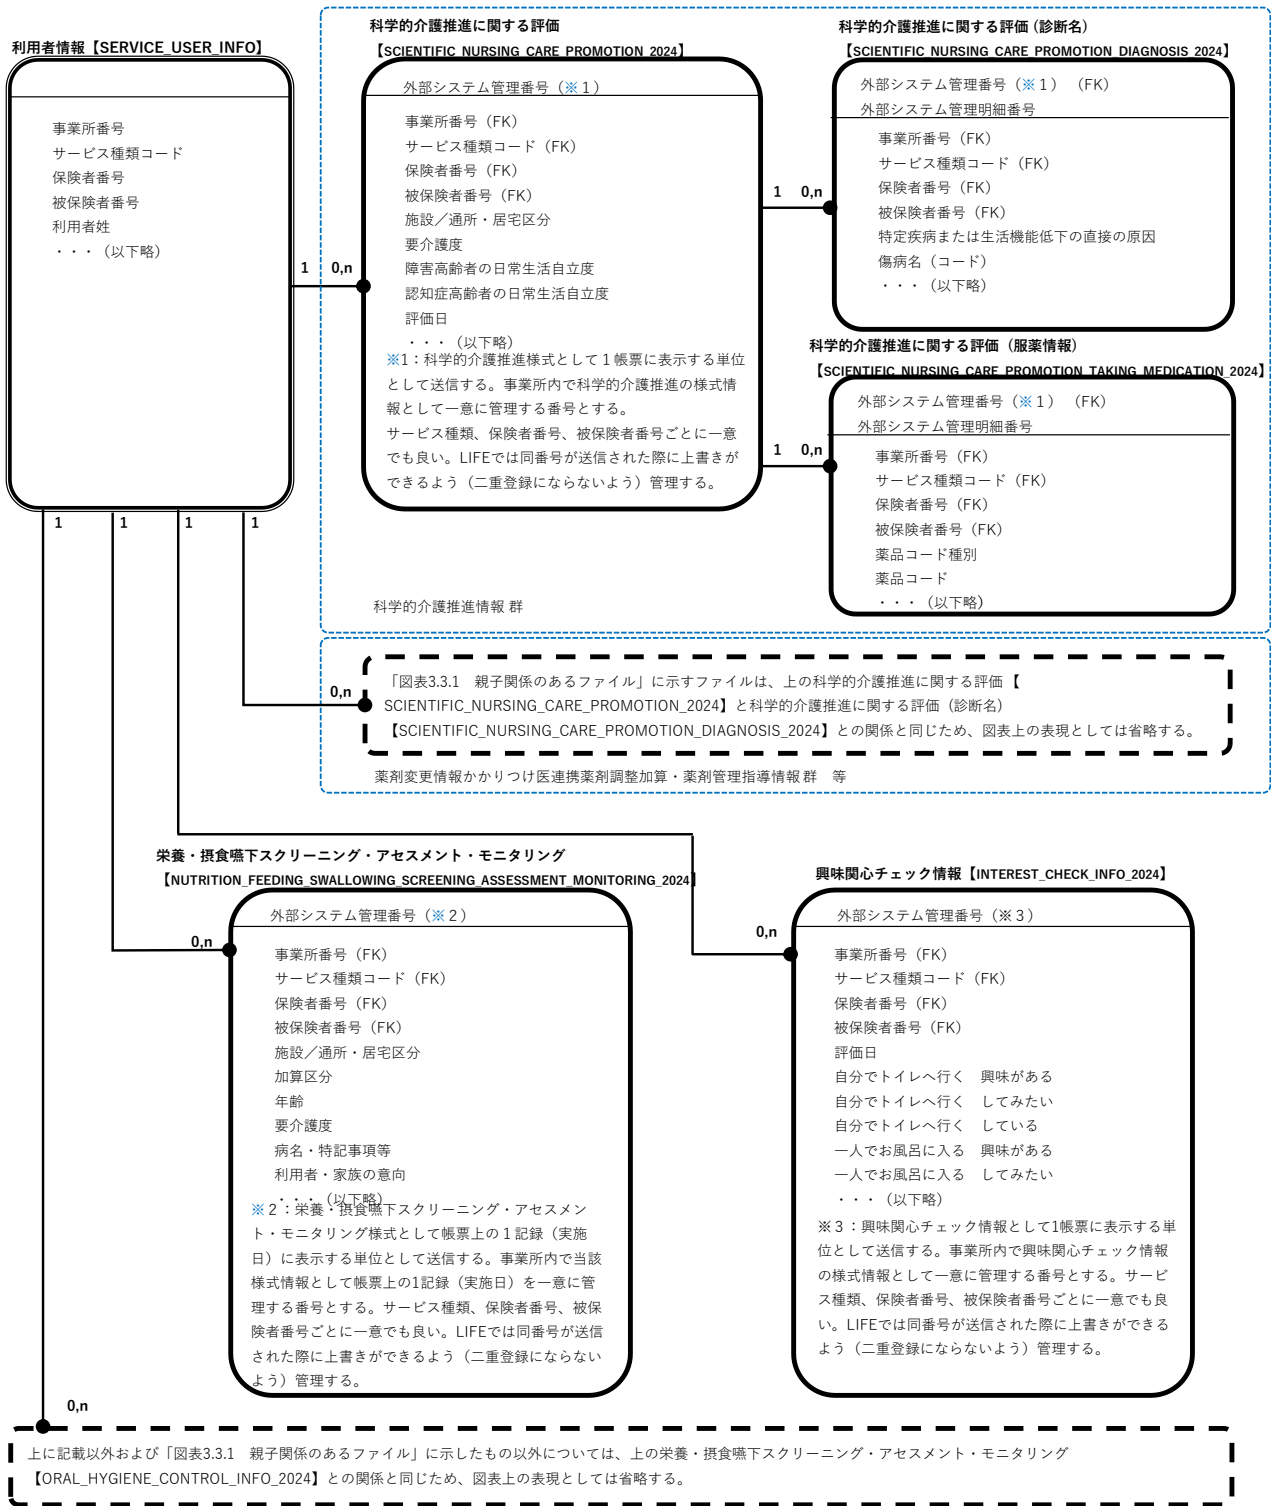 利用者情報【SERVICE_USER_INFO】
事業所番号
サービス種類コード
保険者番号
被保険者番号
利用者姓
・・・（以下略）
1
0,n
科学的介護推進に関する評価
【SCIENTIFIC_NURSING_CARE_PROMOTION_2024】
外部システム管理番号（※１）
事業所番号（FK）
サービス種類コード（FK）
保険者番号（FK）
被保険者番号（FK）
施設／通所・居宅区分
要介護度
障害高齢者の日常生活自立度
認知症高齢者の日常生活自立度
評価日
・・・（以下略）
※1：科学的介護推進様式として１帳票に表示する単位
として送信する。事業所内で科学的介護推進の様式情
報として一意に管理する番号とする。
サービス種類、保険者番号、被保険者番号ごとに一意
でも良い。LIFEでは同番号が送信された際に上書きが
できるよう（二重登録にならないよう）管理する。
1
0,n
科学的介護推進に関する評価（診断名）
【SCIENTIFIC_NURSING_CARE_PROMOTION_DIAGNOSIS_2024】
外部システム管理番号（※１）（FK）
外部システム管理明細番号
事業所番号（FK）
サービス種類コード（FK）
保険者番号（FK）
被保険者番号（FK）
特定疾病または生活機能低下の直接の原因
傷病名（コード）
・・・（以下略）
1
0,n
科学的介護推進に関する評価（服薬情報）
【SCIENTIFIC_NURSING_CARE_PROMOTION_TAKING_MEDICATION_2024】
外部システム管理番号（※１）（FK）
外部システム管理明細番号
事業所番号（FK）
サービス種類コード（FK）
保険者番号（FK）
被保険者番号（FK）
薬品コード種別
薬品コード
・・・（以下略）
科学的介護推進情報 群
1
1
1
1
0,n
「図表3.3.1　親子関係のあるファイル」に示すファイルは、上の科学的介護推進に関する評価【
SCIENTIFIC_NURSING_CARE_PROMOTION_2024】と科学的介護推進に関する評価（診断名）
【SCIENTIFIC_NURSING_CARE_PROMOTION_DIAGNOSIS_2024】との関係と同じため、図表上の表現としては省略する。
薬剤変更情報かかりつけ医連携薬剤調整加算・薬剤管理指導情報群　等
栄養・摂食嚥下スクリーニング・アセスメント・モニタリング
【NUTRITION_FEEDING_SWALLOWING_SCREENING_ASSESSMENT_MONITORING_2024】
0,n
外部システム管理番号（※２）
事業所番号（FK）
サービス種類コード（FK）
保険者番号（FK）
被保険者番号（FK）
施設／通所・居宅区分
加算区分
年齢
要介護度
病名・特記事項等
利用者・家族の意向
・・・（以下略）
※２：栄養・摂食嚥下スクリーニング・アセスメン
ト・モニタリング様式として帳票上の１記録（実施
日）に表示する単位として送信する。事業所内で当該
様式情報として帳票上の1記録（実施日）を一意に管
理する番号とする。サービス種類、保険者番号、被保
険者番号ごとに一意でも良い。LIFEでは同番号が送信
された際に上書きができるよう（二重登録にならない
よう）管理する。
興味関心チェック情報【INTEREST_CHECK_INFO_2024】
0,n
外部システム管理番号（※３）
事業所番号（FK）
サービス種類コード（FK）
保険者番号（FK）
被保険者番号（FK）
評価日
自分でトイレへ行く　興味がある
自分でトイレへ行く　してみたい
自分でトイレへ行く　している
一人でお風呂に入る　興味がある
一人でお風呂に入る　してみたい
・・・（以下略）
※３：興味関心チェック情報として1帳票に表示する単
位として送信する。事業所内で興味関心チェック情報
の様式情報として一意に管理する番号とする。サービ
ス種類、保険者番号、被保険者番号ごとに一意でも良
い。LIFEでは同番号が送信された際に上書きができる
よう（二重登録にならないよう）管理する。
0,n
上に記載以外および「図表3.3.1　親子関係のあるファイル」に示したもの以外については、上の栄養・摂食嚥下スクリーニング・アセスメント・モニタリング
【ORAL_HYGIENE_CONTROL_INFO_2024】との関係と同じため、図表上の表現としては省略する。